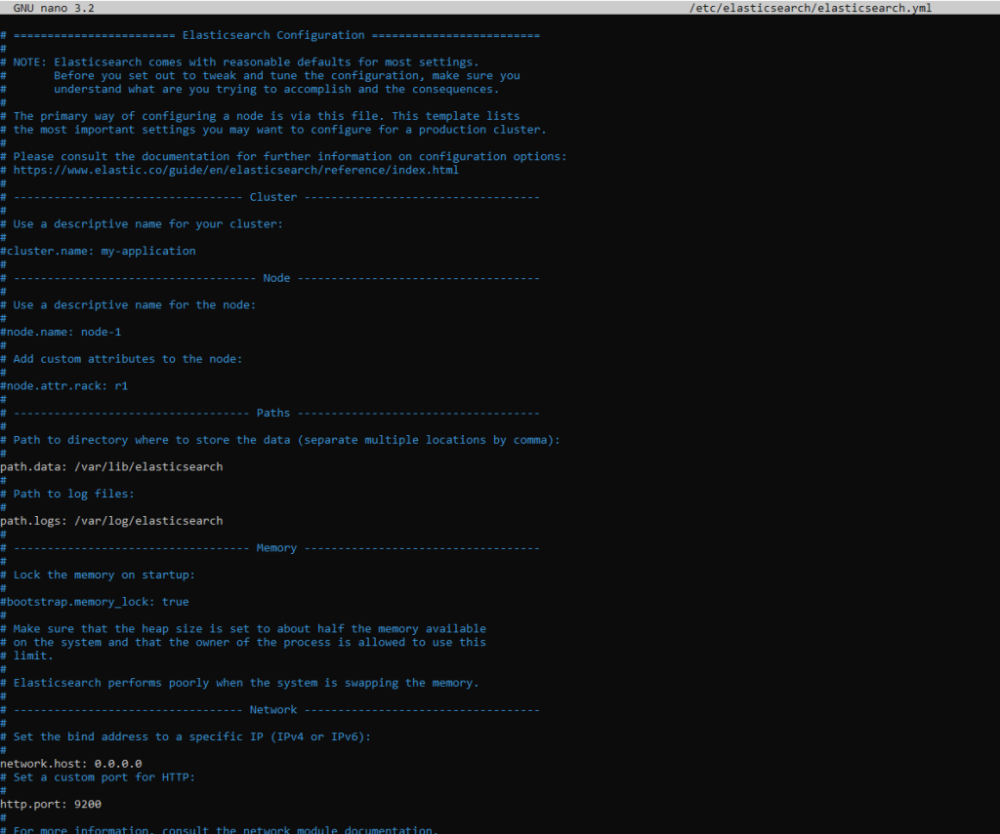 GNU nano 3.2 /etc/elasticsearch/elasticsearch.yml
# ======================== Elasticsearch Configuration =========================
#
# NOTE: Elasticsearch comes with reasonable defaults for most settings.
#       Before you set out to tweak and tune the configuration, make sure you
#       understand what are you trying to accomplish and the consequences.
#
# The primary way of configuring a node is via this file. This template lists
# the most important settings you may want to configure for a production cluster.
#
# Please consult the documentation for further information on configuration options:
# https://www.elastic.co/guide/en/elasticsearch/reference/index.html
#
# ---------------------------------- Cluster -----------------------------------
#
# Use a descriptive name for your cluster:
#
#cluster.name: my-application
#
# ------------------------------------ Node ------------------------------------
#
# Use a descriptive name for the node:
#
#node.name: node-1
#
# Add custom attributes to the node:
#
#node.attr.rack: r1
#
# ----------------------------------- Paths ------------------------------------
#
# Path to directory where to store the data (separate multiple locations by comma):
#
path.data: /var/lib/elasticsearch
#
# Path to log files:
#
path.logs: /var/log/elasticsearch
#
# ----------------------------------- Memory -----------------------------------
#
# Lock the memory on startup:
#
#bootstrap.memory_lock: true
#
# Make sure that the heap size is set to about half the memory available
# on the system and that the owner of the process is allowed to use this
# limit.
#
# Elasticsearch performs poorly when the system is swapping the memory.
#
# ---------------------------------- Network -----------------------------------
#
# Set the bind address to a specific IP (IPv4 or IPv6):
#
network.host: 0.0.0.0
# Set a custom port for HTTP:
#
http.port: 9200
#
# For more information, consult the network module documentation.